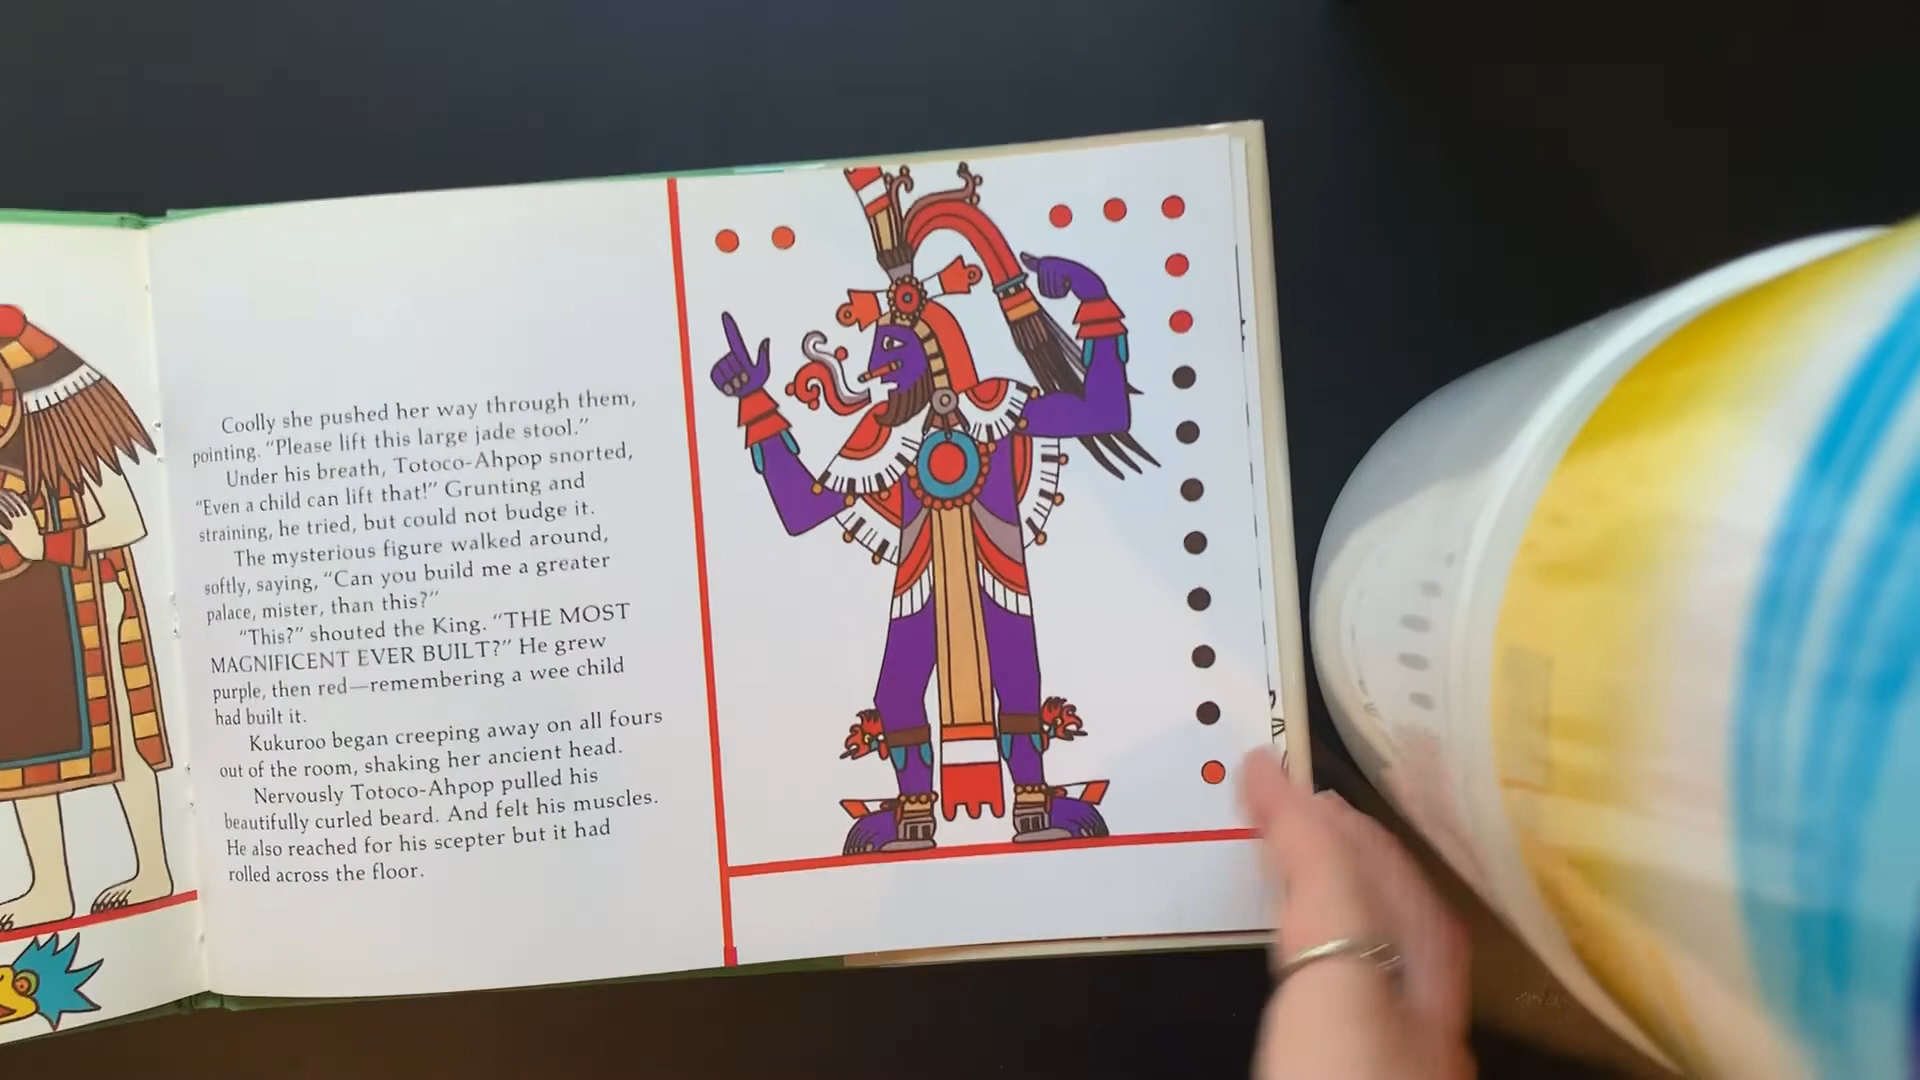 Coolly she pushed her way through them,
pointing. “Please lift this large jade stool.”
Under his breath, Totoco-Ahpop snorted,
“Even a child can lift that!” Grunting and
straining, he tried, but could not budge it.
The mysterious figure walked around,
softly, saying, “Can you build me a greater
palace, mister, than this?”
“This?” shouted the King. “THE MOST
MAGNIFICENT EVER BUILT?” He grew
purple, then red—remembering a wee child
had built it.
Kukuroo began creeping away on all fours
out of the room, shaking her ancient head.
Nervously Totoco-Ahpop pulled his
beautifully curled beard. And felt his muscles.
He also reached for his scepter but it had
rolled across the floor.